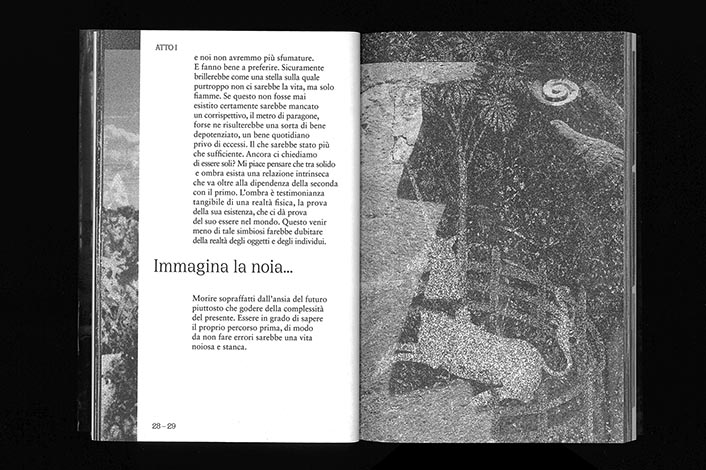 ATTO I
e noi non avremmo più sfumature.
E fanno bene a preferire. Sicuramente
brillerebbe come una stella sulla quale
purtroppo non ci sarebbe la vita, ma solo
fiamme. Se questo non fosse mai
esistito certamente sarebbe mancato
un corrispettivo, il metro di paragone,
forse ne risulterebbe una sorta di bene
depotenziato, un bene quotidiano
privo di eccessi. Il che sarebbe stato più
che sufficiente. Ancora ci chiediamo
di essere soli? Mi piace pensare che tra solido
e ombra esista una relazione intrinseca
che va oltre alla dipendenza della seconda
con il primo. L'ombra è testimonianza
tangibile di una realtà fisica, la prova
della sua esistenza, che ci dà prova
del suo essere nel mondo. Questo venir
meno di tale simbiosi farebbe dubitare
della realtà degli oggetti e degli individui.
Immagina la noia...
Morire sopraffatti dall'ansia del futuro
piuttosto che godere della complessità
del presente. Essere in grado di sapere
il proprio percorso prima, di modo
da non fare errori sarebbe una vita
noiosa e stanca.
28 – 29